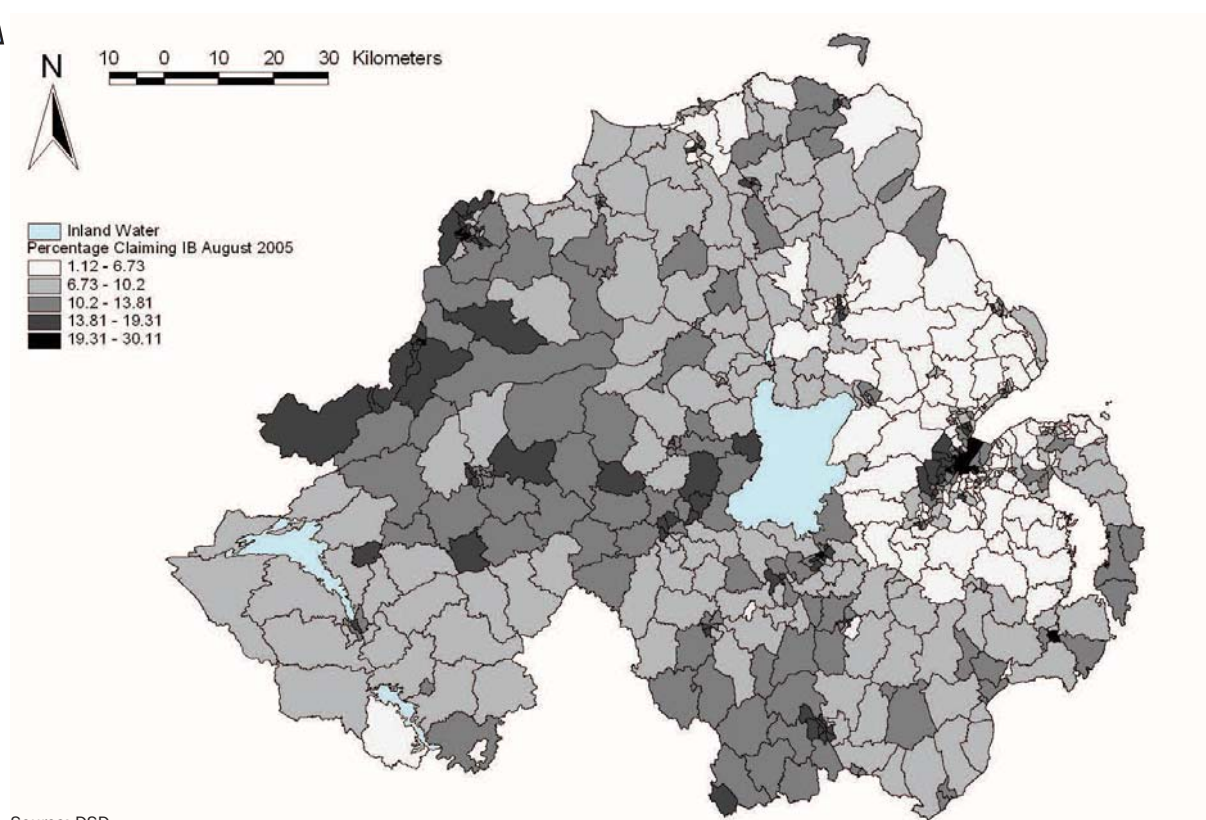 10 0 10 20 30 Kilometers
N
Inland Water
Percentage Claiming IB August 2005
1.12 - 6.73
6.73 - 10.2
10.2 - 13.81
13.81 - 19.31
19.31 - 30.11